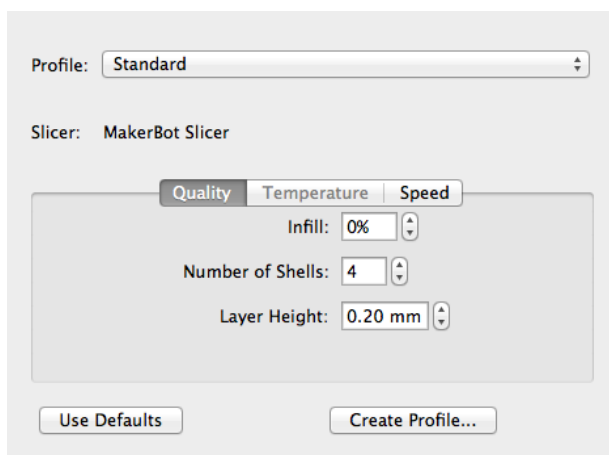 Profile: Standard
Slicer: MakerBot Slicer
Quality Temperature Speed
Infill: 0%
Number of Shells: 4
Layer Height: 0.20 mm
Use Defaults Create Profile...